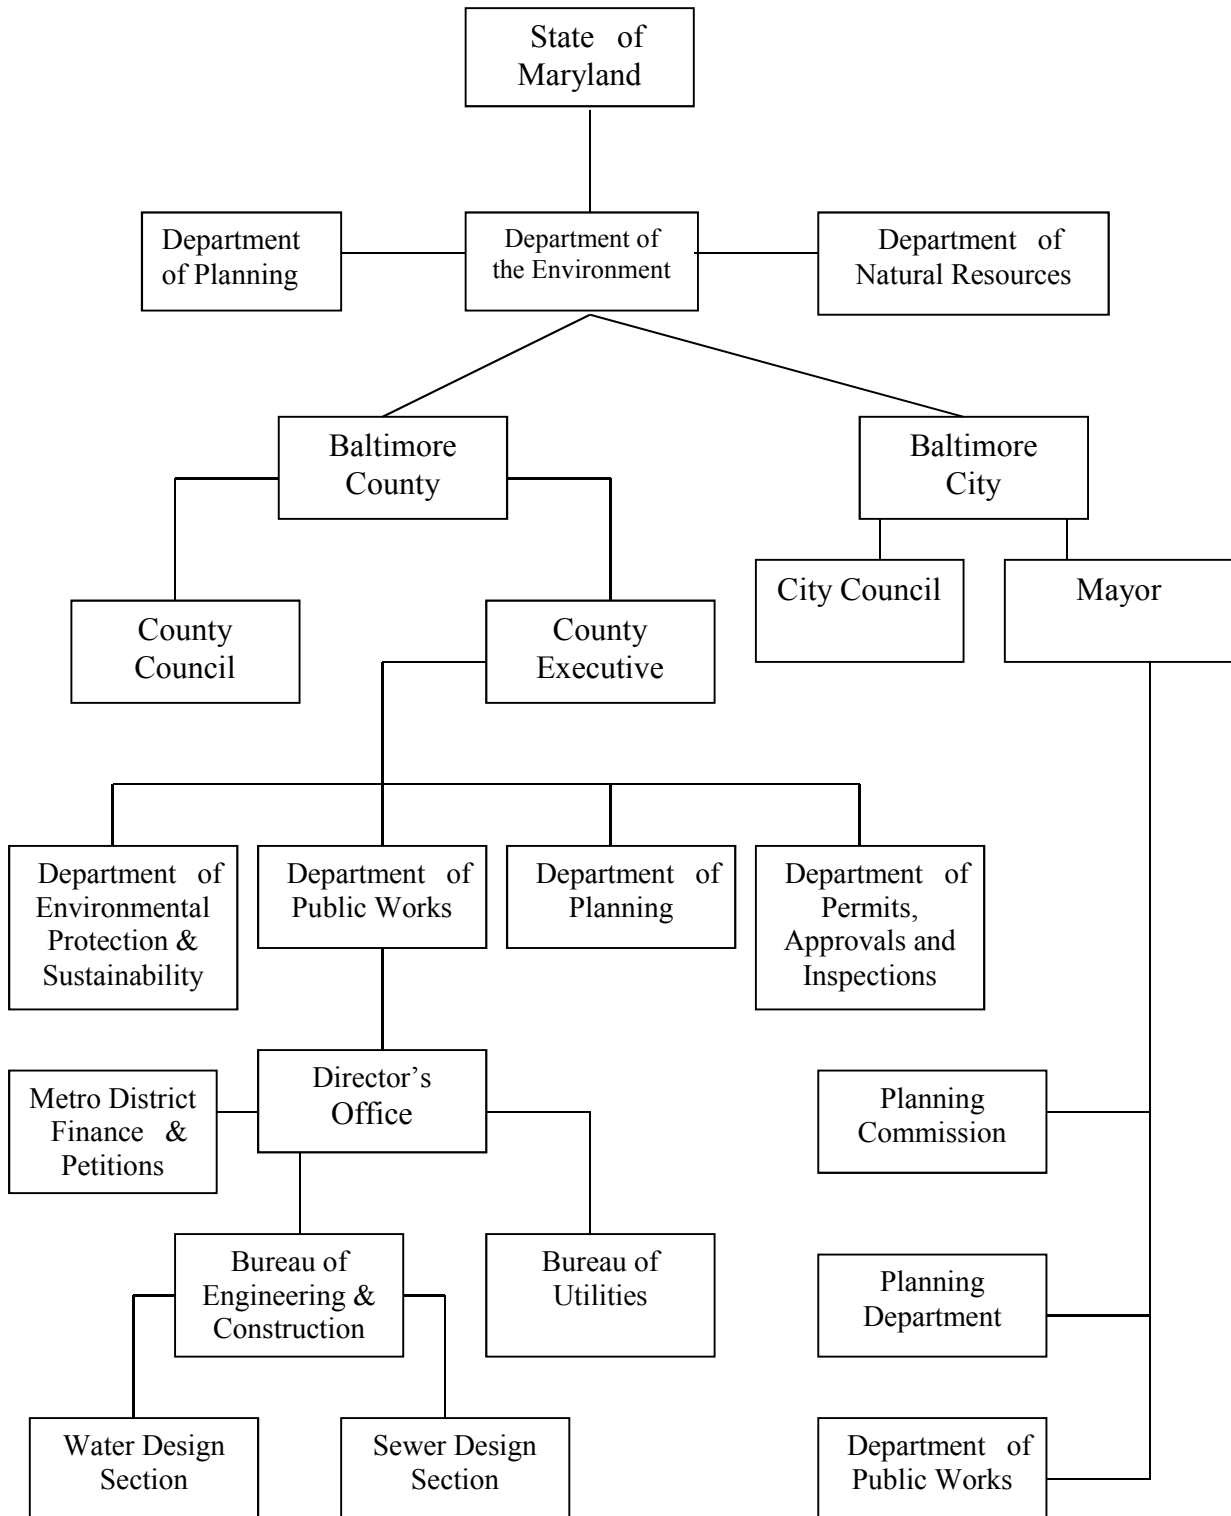 State of
Maryland
Department
of Planning
Department of
the Environment
Department of
Natural Resources
Baltimore
County
Baltimore
City
County
Council
County
Executive
City Council
Mayor
Department of
Environmental
Protection &
Sustainability
Department of
Public Works
Department of
Planning
Department of
Permits,
Approvals and
Inspections
Metro District
Finance &
Petitions
Director's
Office
Planning
Commission
Bureau of
Engineering &
Construction
Bureau of
Utilities
Planning
Department
Water Design
Section
Sewer Design
Section
Department of
Public Works